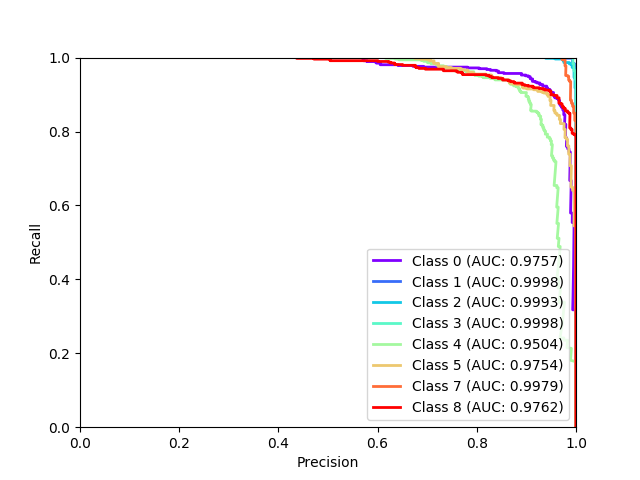 1.0
0.8
0.6
0.4
0.2
0.0
Recall
0.0 0.2 0.4 0.6 0.8 1.0
Precision
Class 0 (AUC: 0.9757)
Class 1 (AUC: 0.9998)
Class 2 (AUC: 0.9993)
Class 3 (AUC: 0.9998)
Class 4 (AUC: 0.9504)
Class 5 (AUC: 0.9754)
Class 7 (AUC: 0.9979)
Class 8 (AUC: 0.9762)